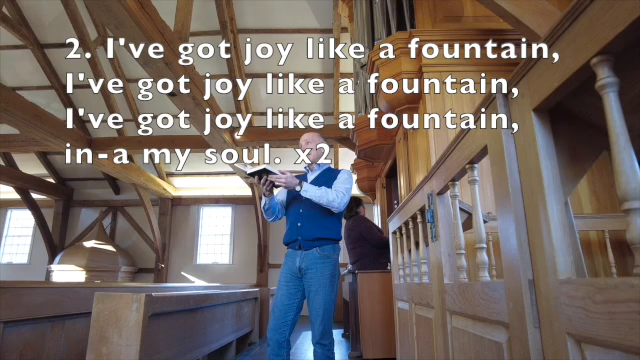 2. I've got joy like a fountain,
I've got joy like a fountain,
I've got joy like a fountain,
in-a my soul. x2